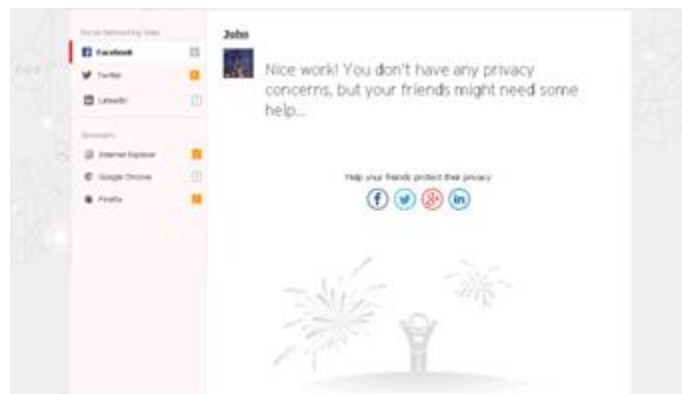 Social Networking Sites
Facebook
Twitter
LinkedIn
Browsers
Internet Explorer
Google Chrome
Firefox
John
Nice work! You don't have any privacy
concerns, but your friends might need some
help...
Help your friends protect their privacy